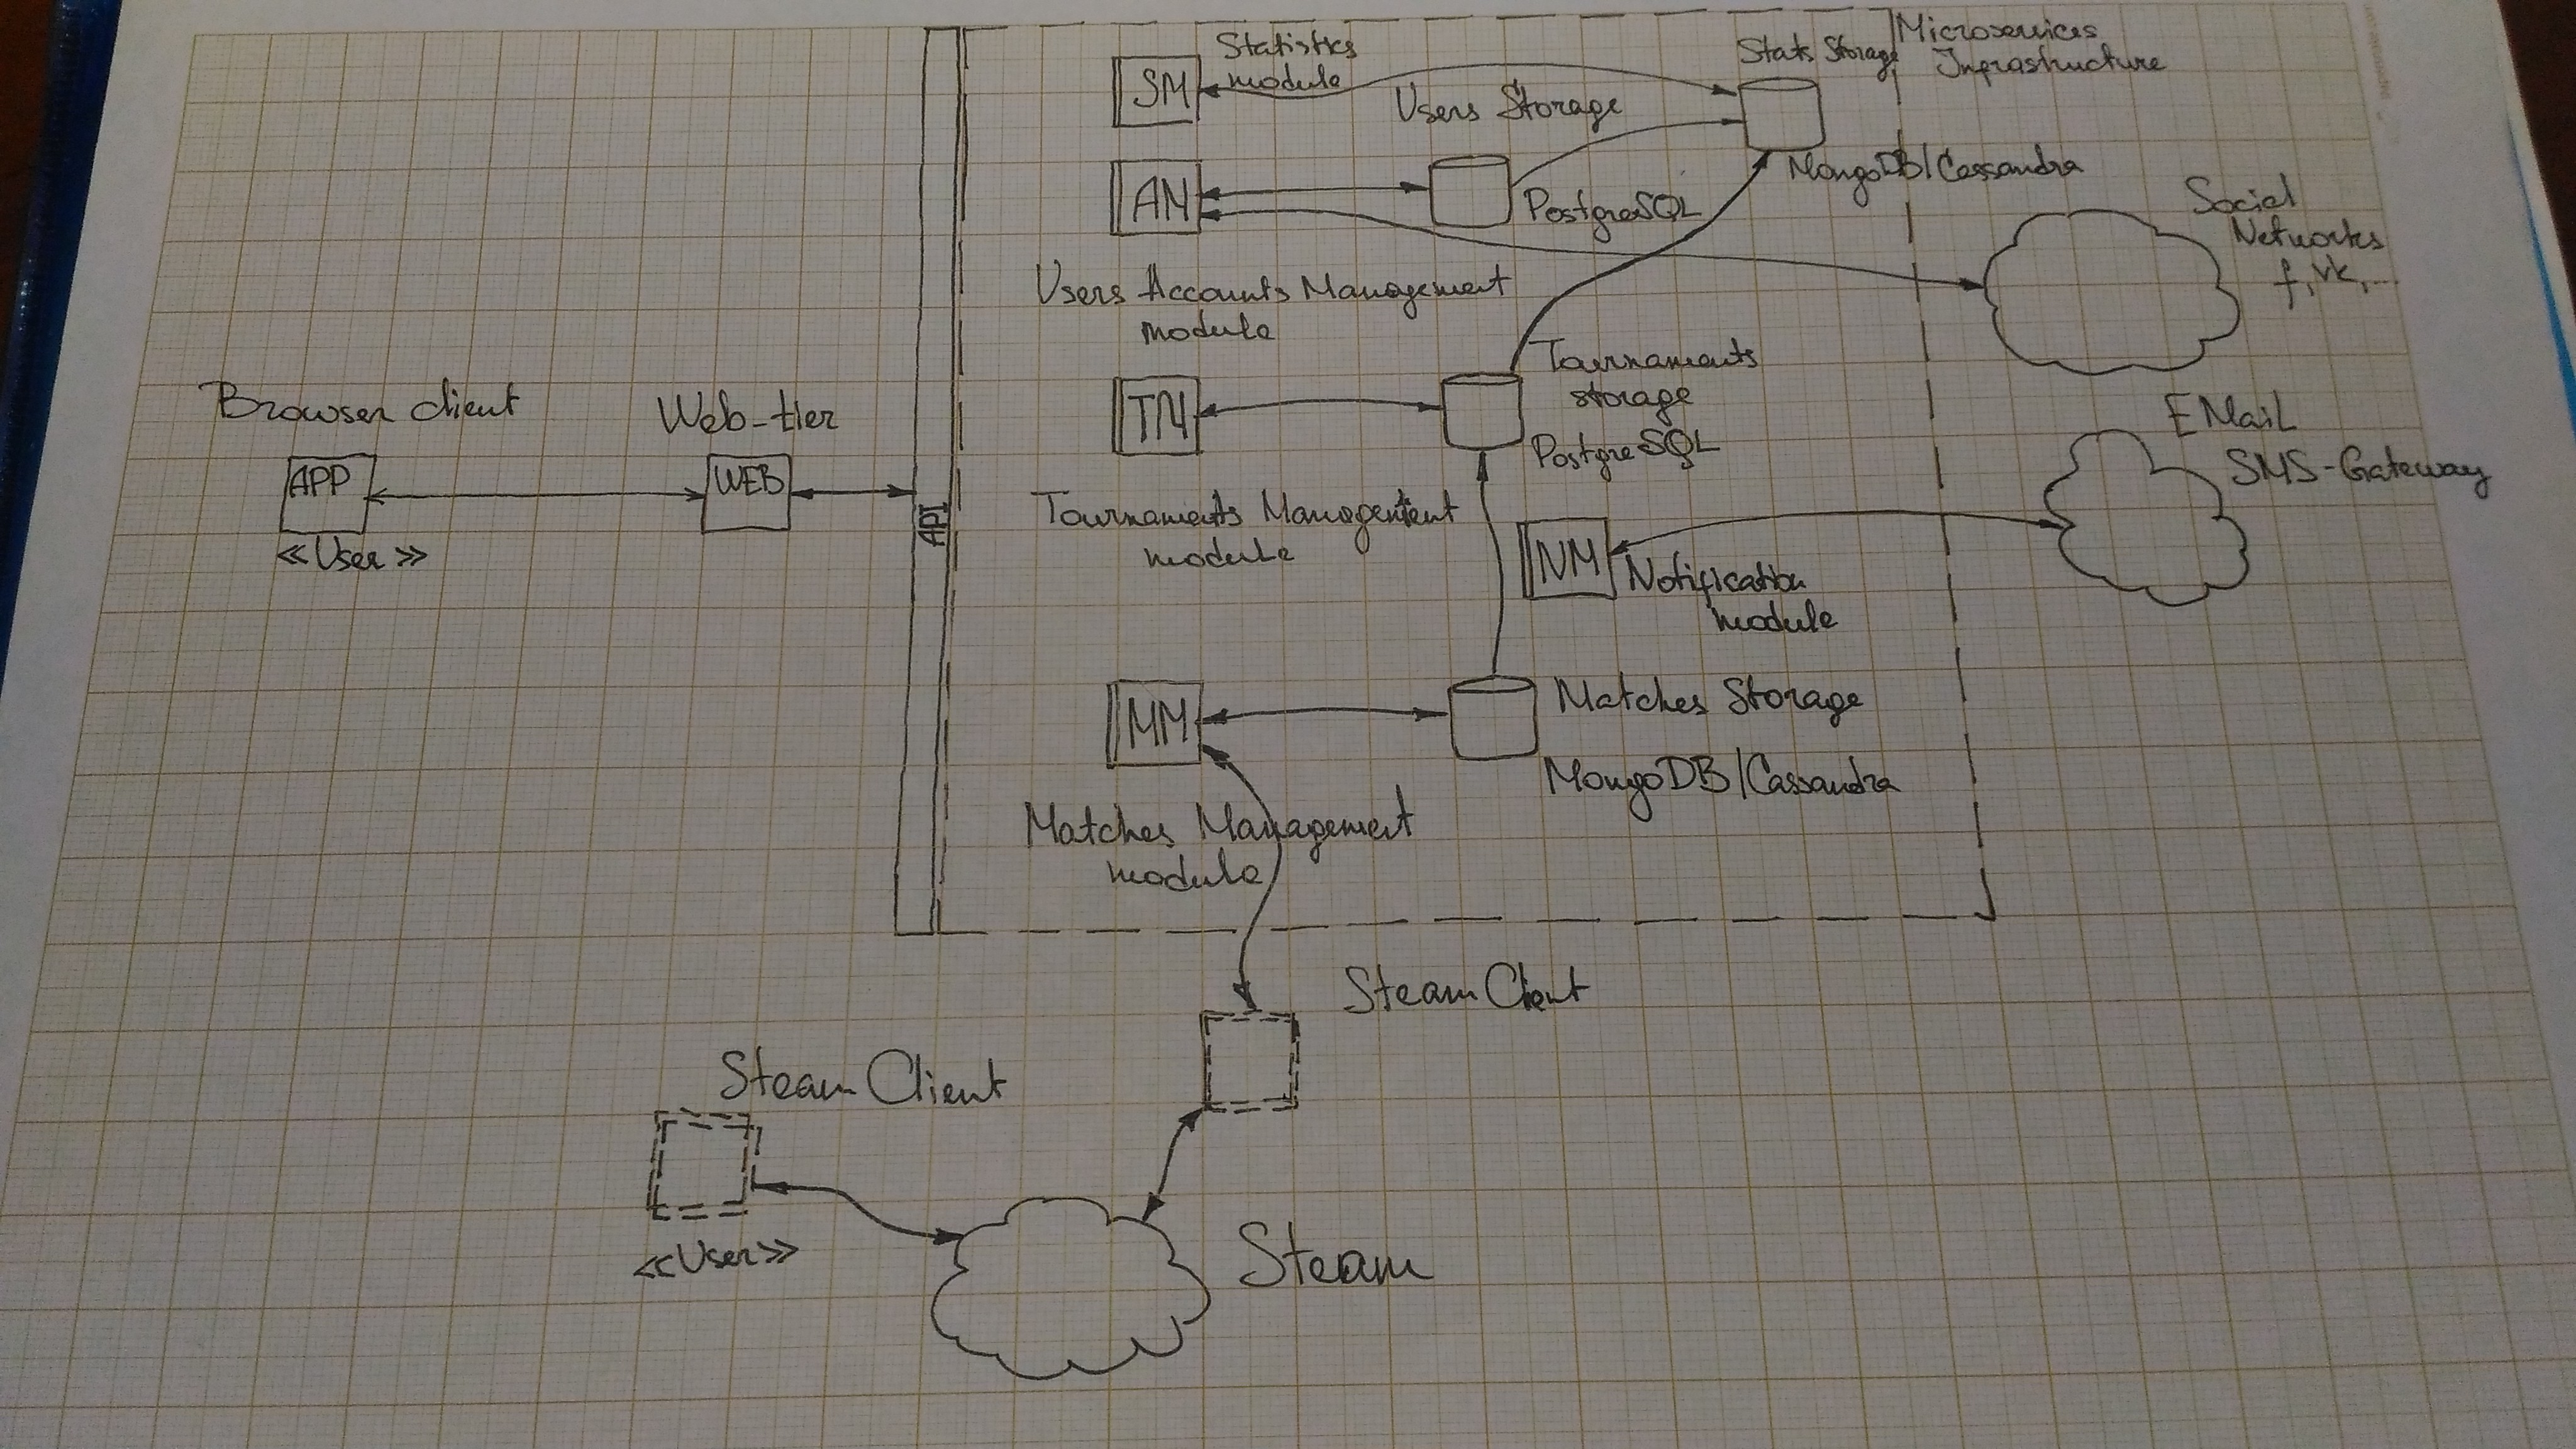 Statistics
module
SM
Stats Storage
Microservices
Infrastructure
Users Storage
MongoDB/Cassandra
AM
PostgreSQL
Social
Networks
f, vk, ...
Users Accounts Management
module
Tournaments
storage
PostgreSQL
TM
Browser client
Web-tier
EMail
SMS-Gateway
APP
WEB
API
<<User>>
Tournaments Management
module
NM
Notification
module
MM
Matches Storage
MongoDB/Cassandra
Matches Management
module
Steam Client
Steam Client
<<User>>
Steam